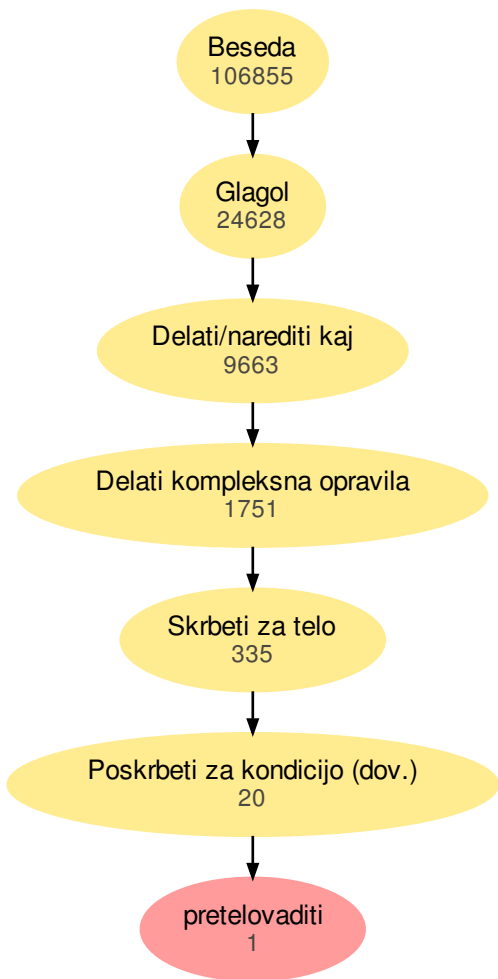 Beseda
106855
Glagol
24628
Delati/narediti kaj
9663
Delati kompleksna opravila
1751
Skrbeti za telo
335
Poskrbeti za kondicijo (dov.)
20
pretelovaditi
1